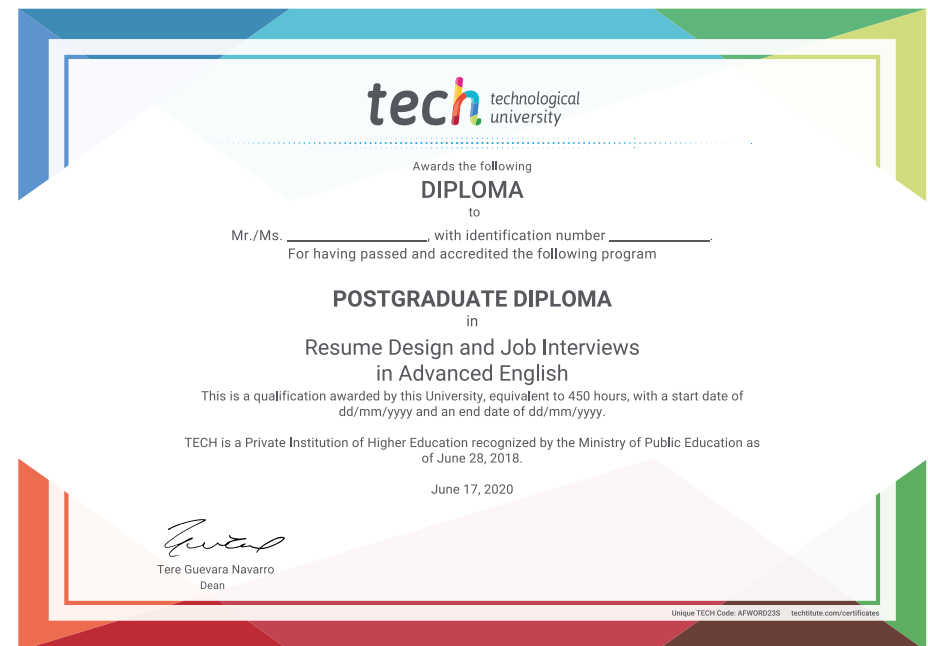 tech technological
university
Awards the following
DIPLOMA
to
Mr./Ms. ____________________, with identification number ______________.
For having passed and accredited the following program
POSTGRADUATE DIPLOMA
in
Resume Design and Job Interviews
in Advanced English
This is a qualification awarded by this University, equivalent to 450 hours, with a start date of
dd/mm/yyyy and an end date of dd/mm/yyyy.
TECH is a Private Institution of Higher Education recognized by the Ministry of Public Education as
of June 28, 2018.
June 17, 2020
Tere Guevara Navarro
Dean
Unique TECH Code: AFWORD23S techtitute.com/certificates